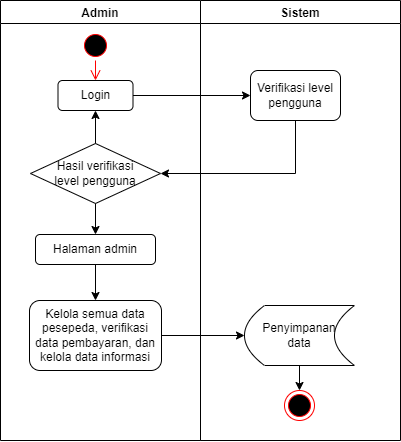 Admin
Sistem
Login
Verifikasi level
pengguna
Hasil verifikasi
level pengguna
Halaman admin
Kelola semua data
pesepeda, verifikasi
data pembayaran, dan
kelola data informasi
Penyimpanan
data